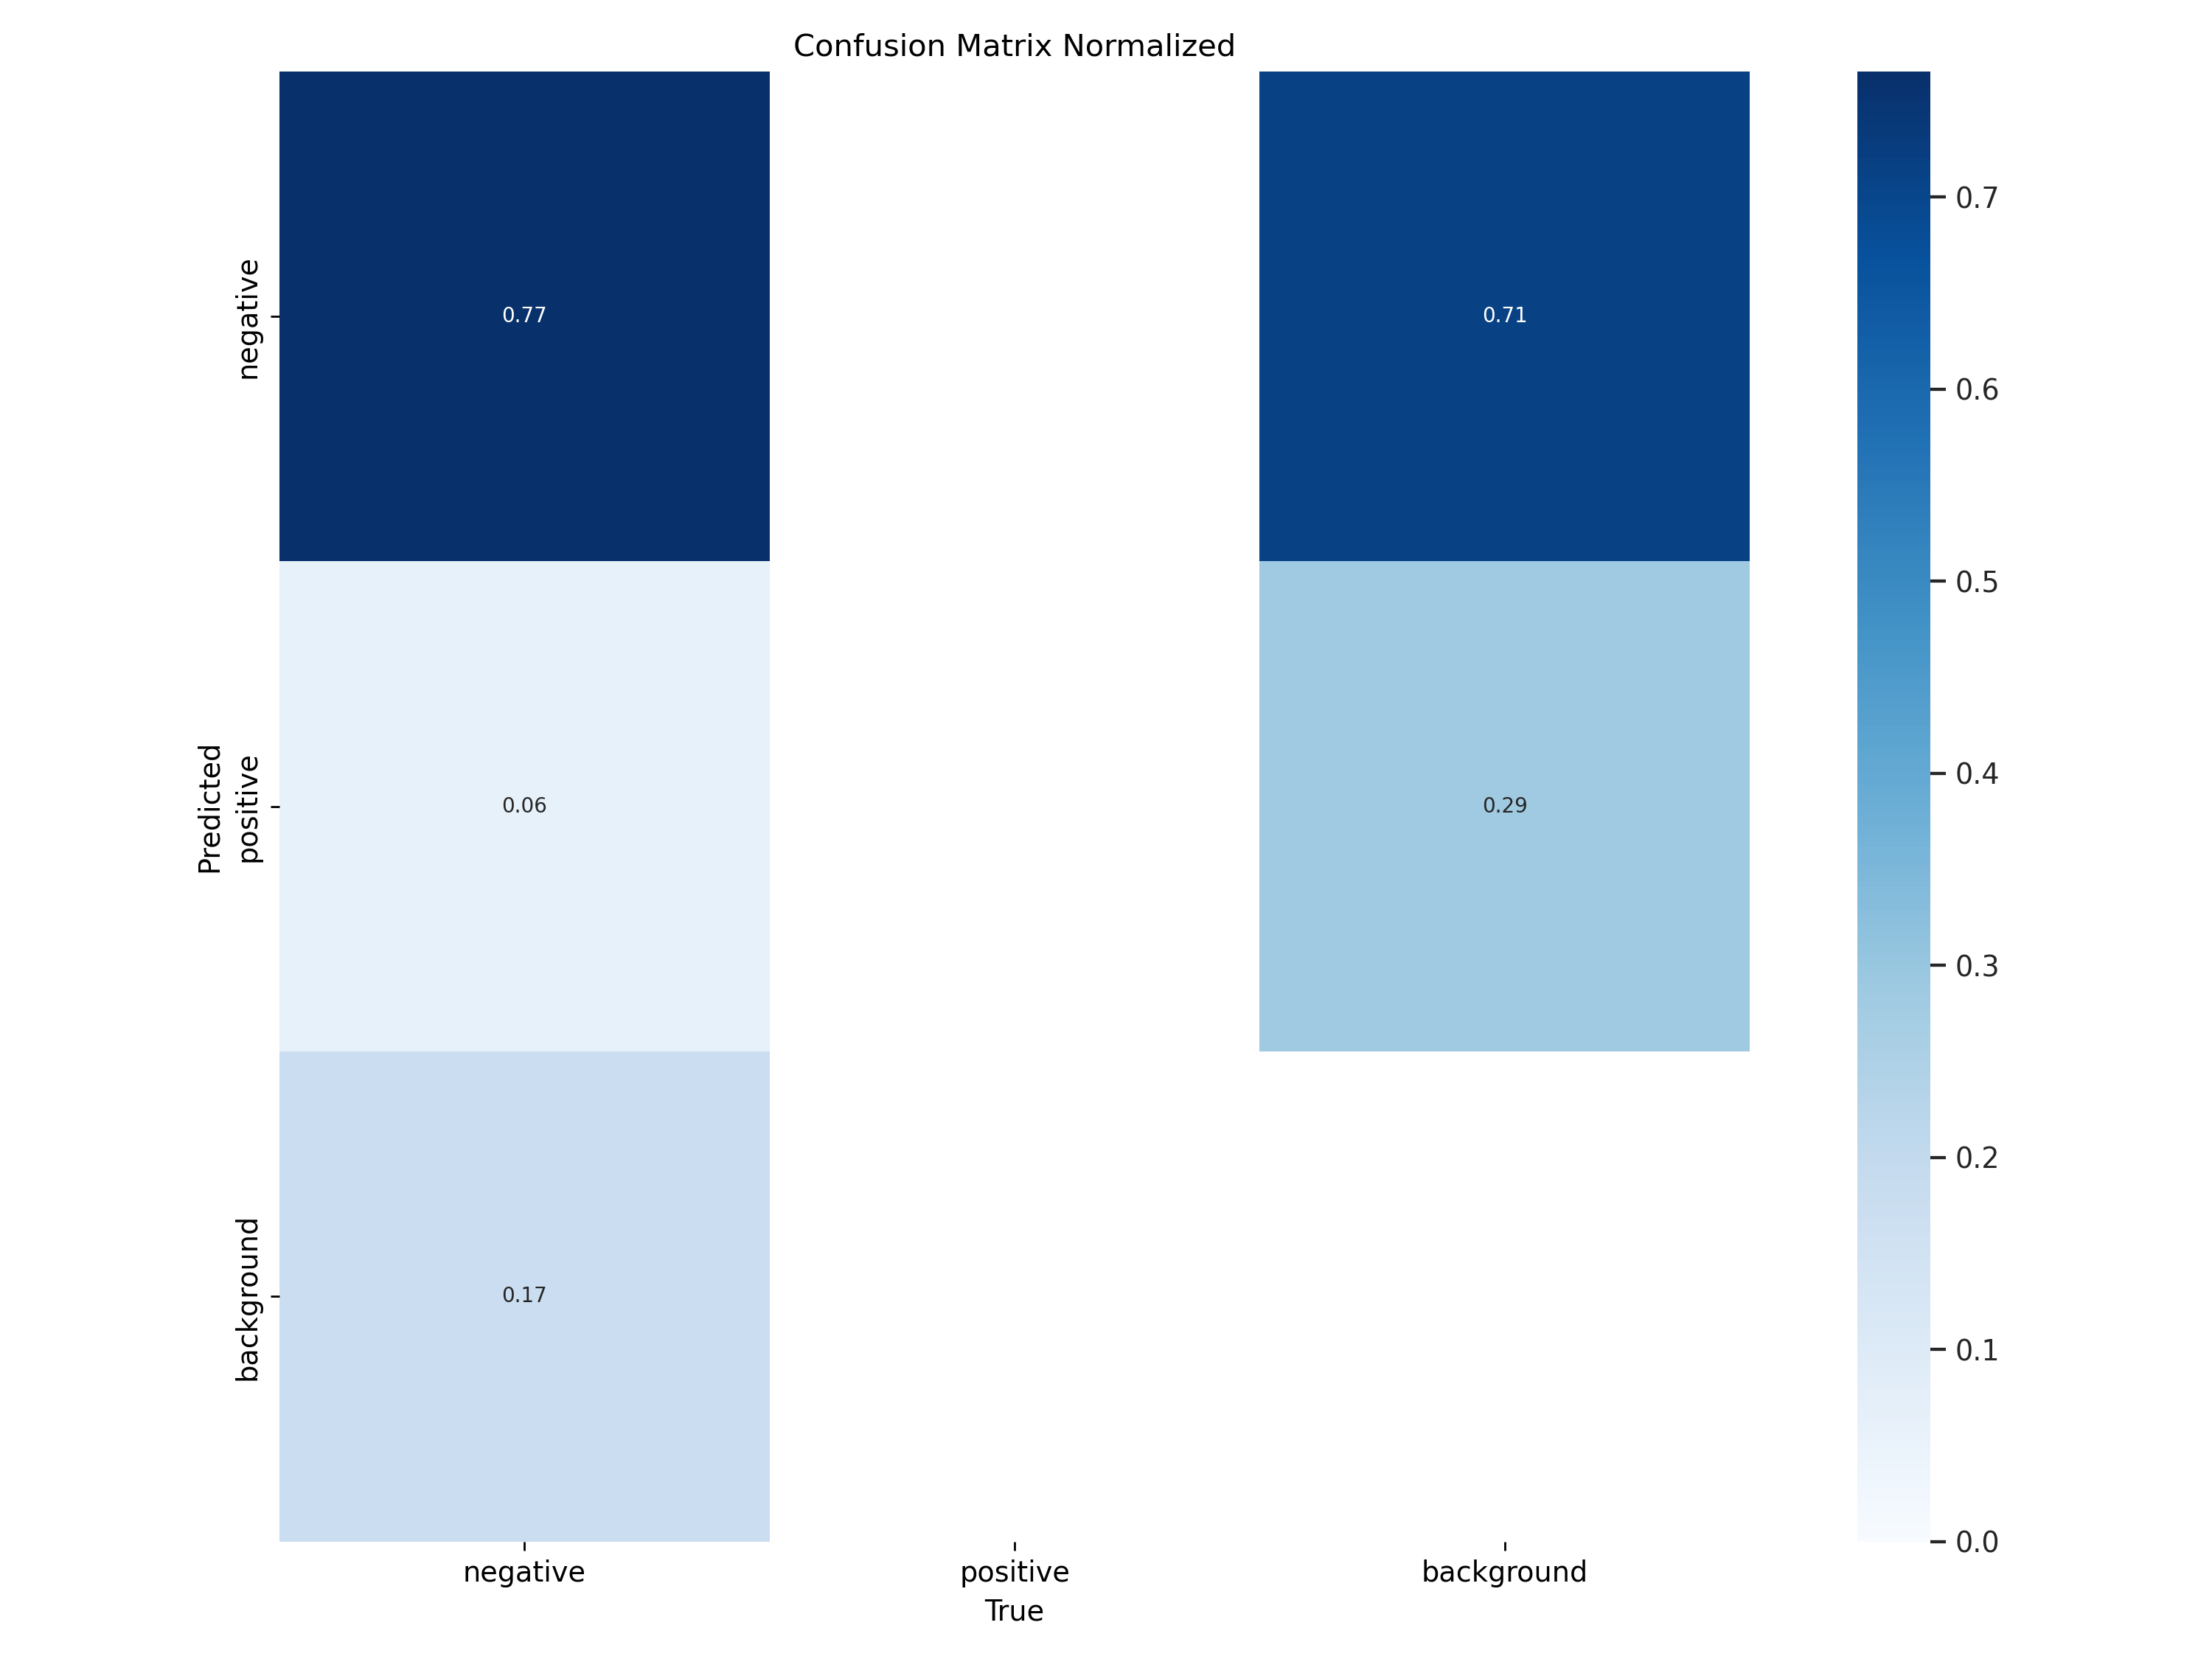 Confusion Matrix Normalized
negative
positive
background
Predicted
0.77
0.71
0.06
0.29
0.17
negative
positive
background
True
0.7
0.6
0.5
0.4
0.3
0.2
0.1
0.0